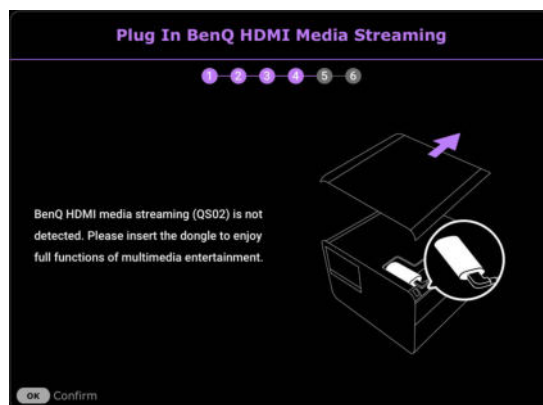 Plug In BenQ HDMI Media Streaming
1 2 3 4 5 6
BenQ HDMI media streaming (QS02) is not
detected. Please insert the dongle to enjoy
full functions of multimedia entertainment.
OK Confirm